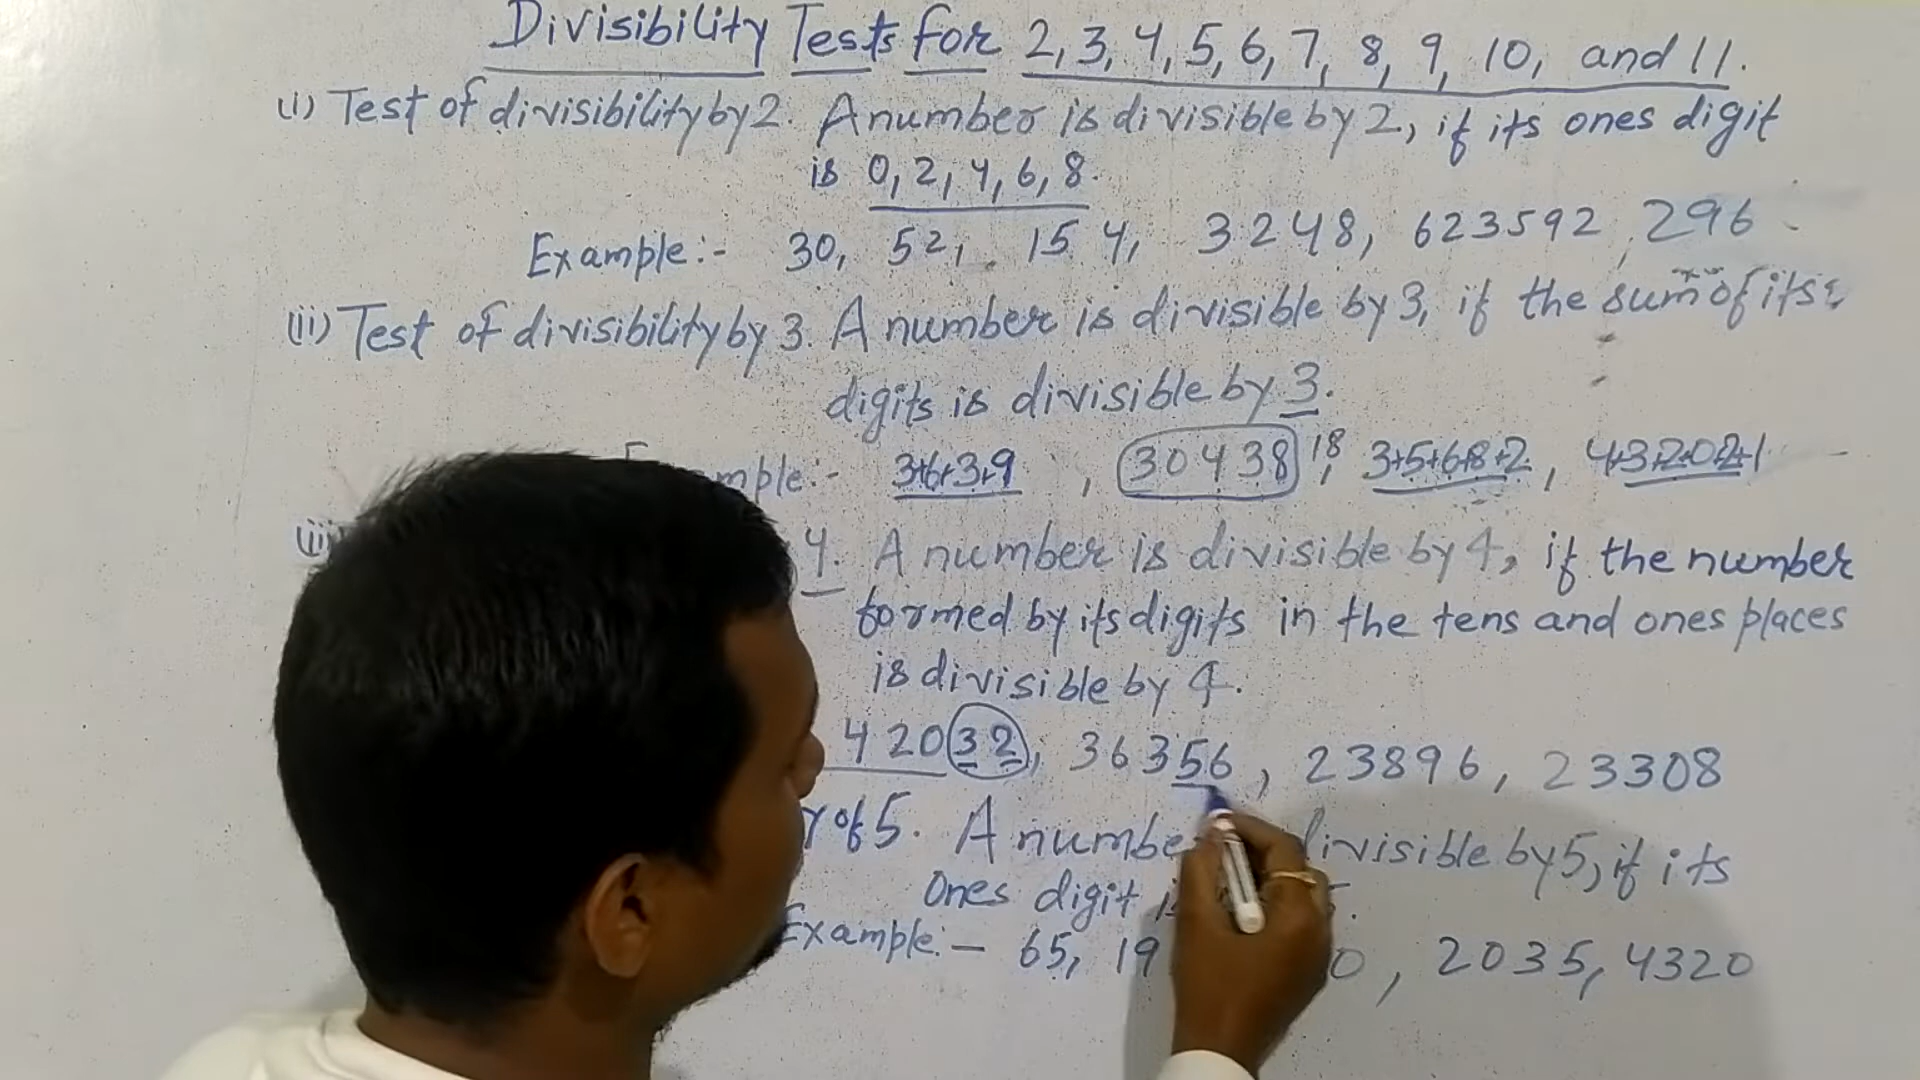 Divisibility Tests for 2, 3, 4, 5, 6, 7, 8, 9, 10, and 11.
(i) Test of divisibility by 2. A number is divisible by 2, if its ones digit
is 0, 2, 4, 6, 8.
Example:- 30, 52, 154, 3248, 623592, 296
(ii) Test of divisibility by 3. A number is divisible by 3, if the sum of its
digits is divisible by 3.
mple:- 3+6+3+9, 30438 18, 3+5+6+8+2, 4+3+2+0+2+1
(iii) 4. A number is divisible by 4, if the number
formed by its digits in the tens and ones places
is divisible by 4.
42032, 36356, 23896, 23308
y of 5. A number divisible by 5, if its
Ones digit
Example:- 65, 19 0, 2035, 4320